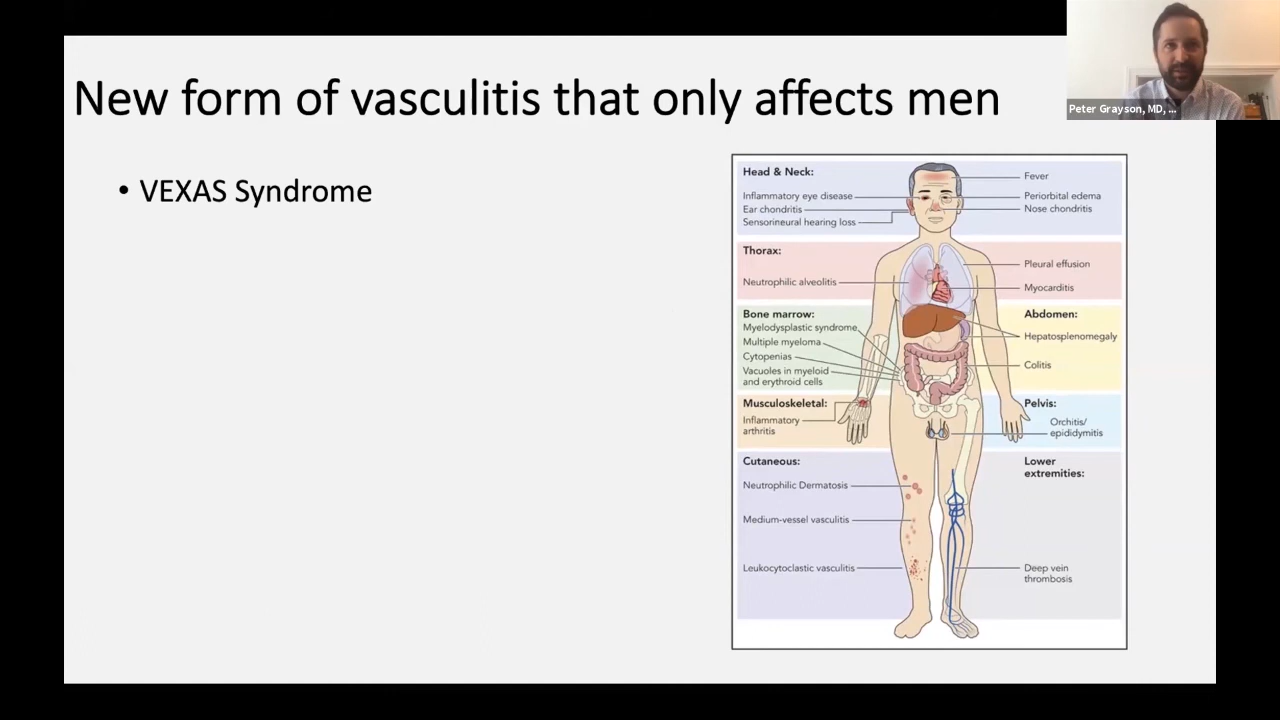 New form of vasculitis that only affects men
Peter Grayson, MD, ...
• VEXAS Syndrome
Head & Neck:
Inflammatory eye disease
Ear chondritis
Sensorineural hearing loss
Fever
Periorbital edema
Nose chondritis
Thorax:
Neutrophilic alveolitis
Pleural effusion
Myocarditis
Bone marrow:
Myelodysplastic syndrome
Multiple myeloma
Cytopenias
Vacuoles in myeloid
and erythroid cells
Abdomen:
Hepatosplenomegaly
Colitis
Musculoskeletal:
Inflammatory
arthritis
Pelvis:
Orchitis/
epididymitis
Cutaneous:
Neutrophilic Dermatosis
Medium-vessel vasculitis
Leukocytoclastic vasculitis
Lower
extremities:
Deep vein
thrombosis